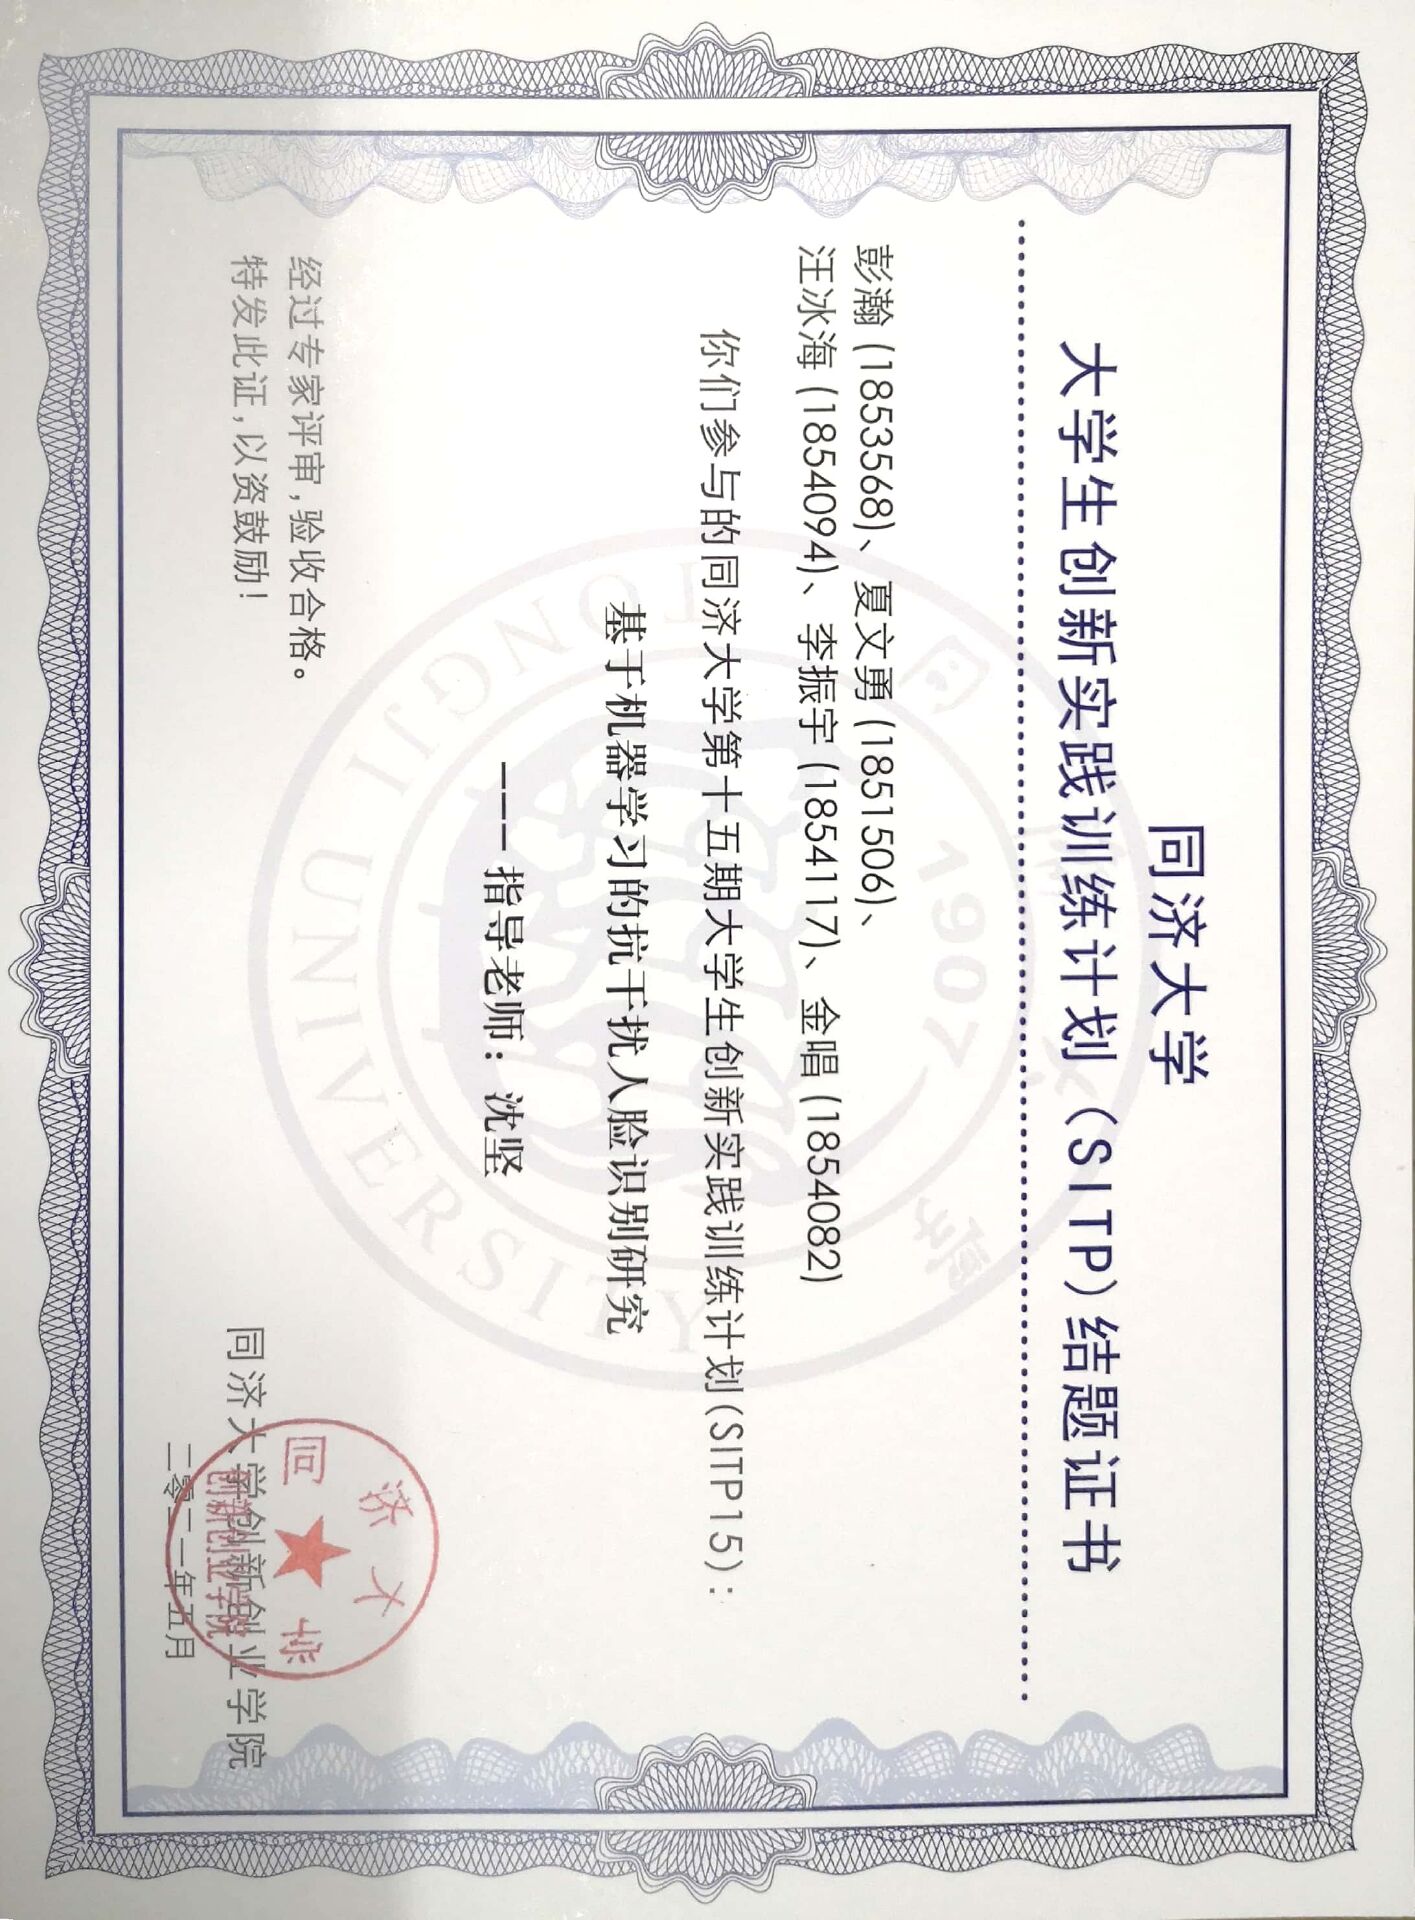 同济大学
大学生创新实践训练计划（SITP)结题证书
1907
同济大学
TONGJI UNIVERSITY
彭瀚 (1853568)、夏文勇 (1851506)、
汪冰海 (1854094)、李振宇 (1854117)、金唱 (1854082)
你们参与的同济大学第十五期大学生创新实践训练计划(SITP15)：
基于机器学习的抗干扰人脸识别研究
--- 指导老师：沈坚
经过专家评审,验收合格。
特发此证,以资鼓励!
同济大学
创新创业学院
同济大学创新创业学院
二零二一年五月